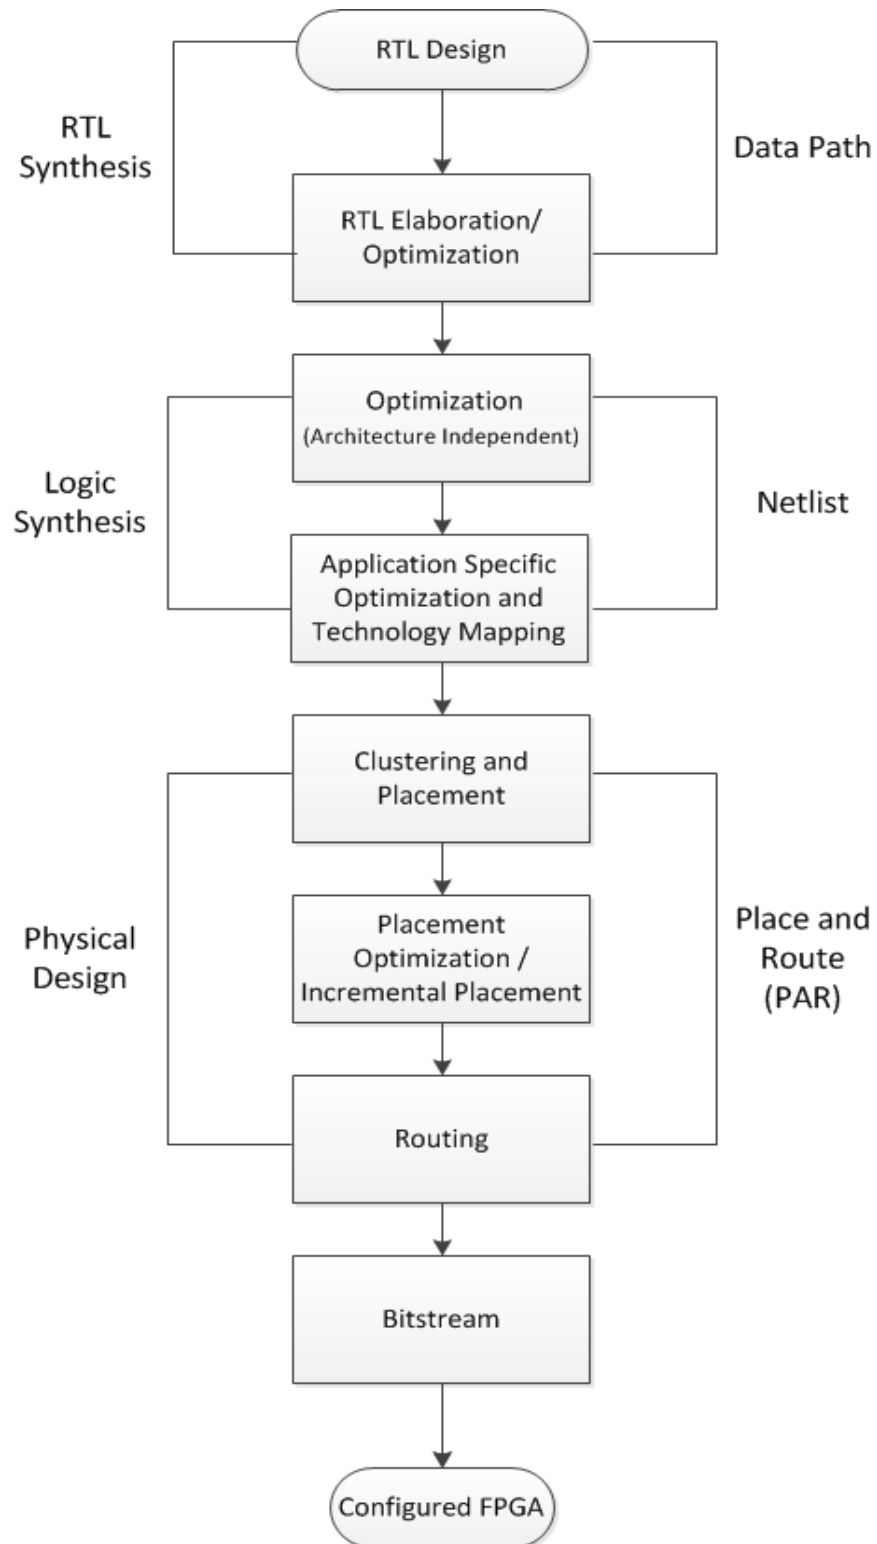 RTL Design
RTL
Synthesis
Data Path
RTL Elaboration/
Optimization
Optimization
(Architecture Independent)
Logic
Synthesis
Netlist
Application Specific
Optimization and
Technology Mapping
Clustering and
Placement
Physical
Design
Placement
Optimization /
Incremental Placement
Place and
Route
(PAR)
Routing
Bitstream
Configured FPGA